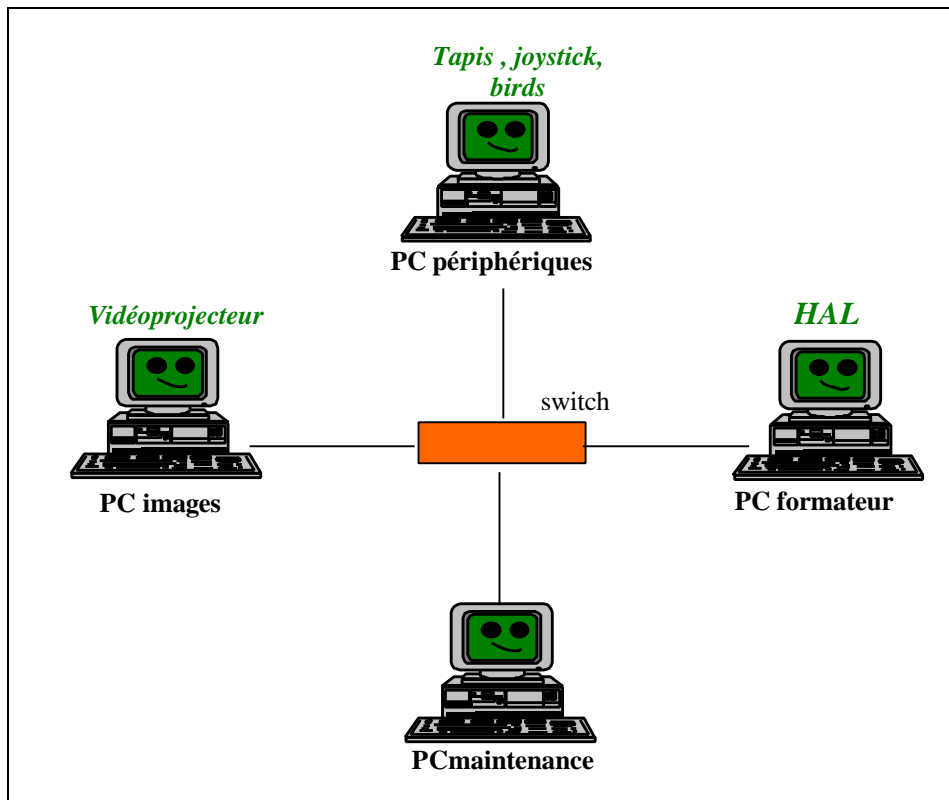 Tapis , joystick,
birds
PC périphériques
Vidéoprojecteur
HAL
switch
PC images
PC formateur
PCmaintenance